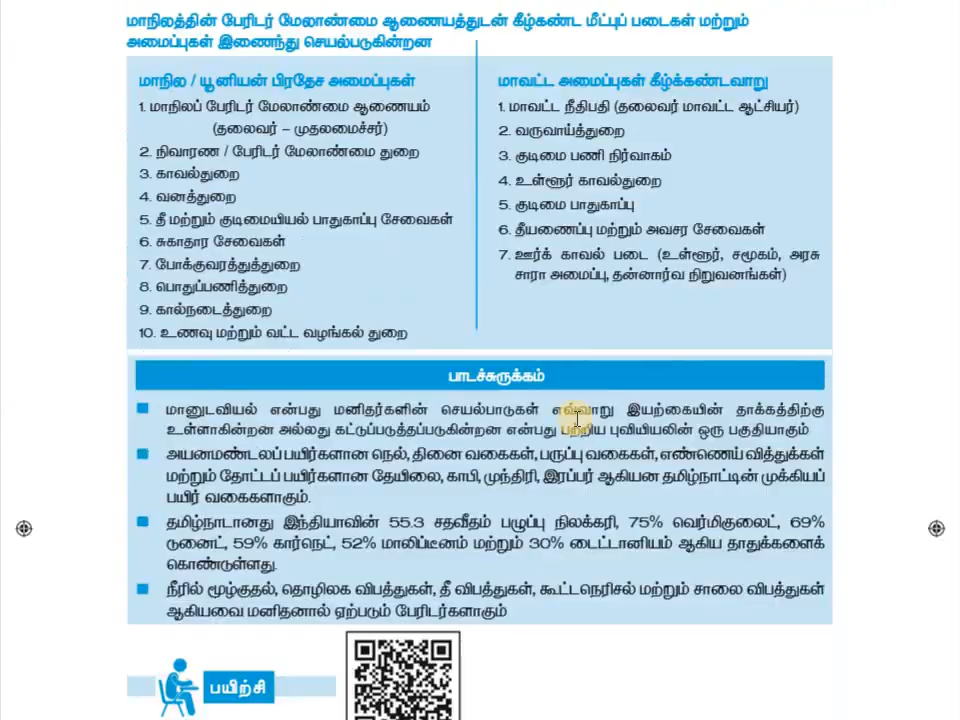 மாநிலத்தின் பேரிடர் மேலாண்மை ஆணையத்துடன் கீழ்கண்ட மீட்புப் படைகள் மற்றும்
அமைப்புகள் இணைந்து செயல்படுகின்றன
மாநில / யூனியன் பிரதேச அமைப்புகள்
1. மாநிலப் பேரிடர் மேலாண்மை ஆணையம்
(தலைவர் – முதலமைச்சர்)
2. நிவாரண / பேரிடர் மேலாண்மை துறை
3. காவல்துறை
4. வனத்துறை
5. தீ மற்றும் குடிமையியல் பாதுகாப்பு சேவைகள்
6. சுகாதார சேவைகள்
7. போக்குவரத்துத்துறை
8. பொதுப்பணித்துறை
9. கால்நடைத்துறை
10. உணவு மற்றும் வட்ட வழங்கல் துறை
மாவட்ட அமைப்புகள் கீழ்க்கண்டவாறு
1. மாவட்ட நீதிபதி (தலைவர் மாவட்ட ஆட்சியர்)
2. வருவாய்த்துறை
3. குடிமை பணி நிர்வாகம்
4. உள்ளூர் காவல்துறை
5. குடிமை பாதுகாப்பு
6. தீயணைப்பு மற்றும் அவசர சேவைகள்
7. ஊர்க் காவல் படை (உள்ளூர், சமூகம், அரசு
சாரா அமைப்பு, தன்னார்வ நிறுவனங்கள்)
பாடச்சுருக்கம்
மானுடவியல் என்பது மனிதர்களின் செயல்பாடுகள் எவ்வாறு இயற்கையின் தாக்கத்திற்கு
உள்ளாகின்றன அல்லது கட்டுப்படுத்தப்படுகின்றன என்பது பற்றிய புவியியலின் ஒரு பகுதியாகும்
அயனமண்டலப் பயிர்களான நெல், தினை வகைகள், பருப்பு வகைகள், எண்ணெய் வித்துக்கள்
மற்றும் தோட்டப் பயிர்களான தேயிலை, காபி, முந்திரி, இரப்பர் ஆகியன தமிழ்நாட்டின் முக்கியப்
பயிர் வகைகளாகும்.
தமிழ்நாடானது இந்தியாவின் 55.3 சதவீதம் பழுப்பு நிலக்கரி, 75% வெர்மிகுலைட், 69%
டுனைட், 59% கார்நெட், 52% மாலிப்டீனம் மற்றும் 30% டைட்டானியம் ஆகிய தாதுக்களைக்
கொண்டுள்ளது.
நீரில் மூழ்குதல், தொழிலக விபத்துகள், தீ விபத்துகள், கூட்டநெரிசல் மற்றும் சாலை விபத்துகள்
ஆகியவை மனிதனால் ஏற்படும் பேரிடர்களாகும்
பயிற்சி